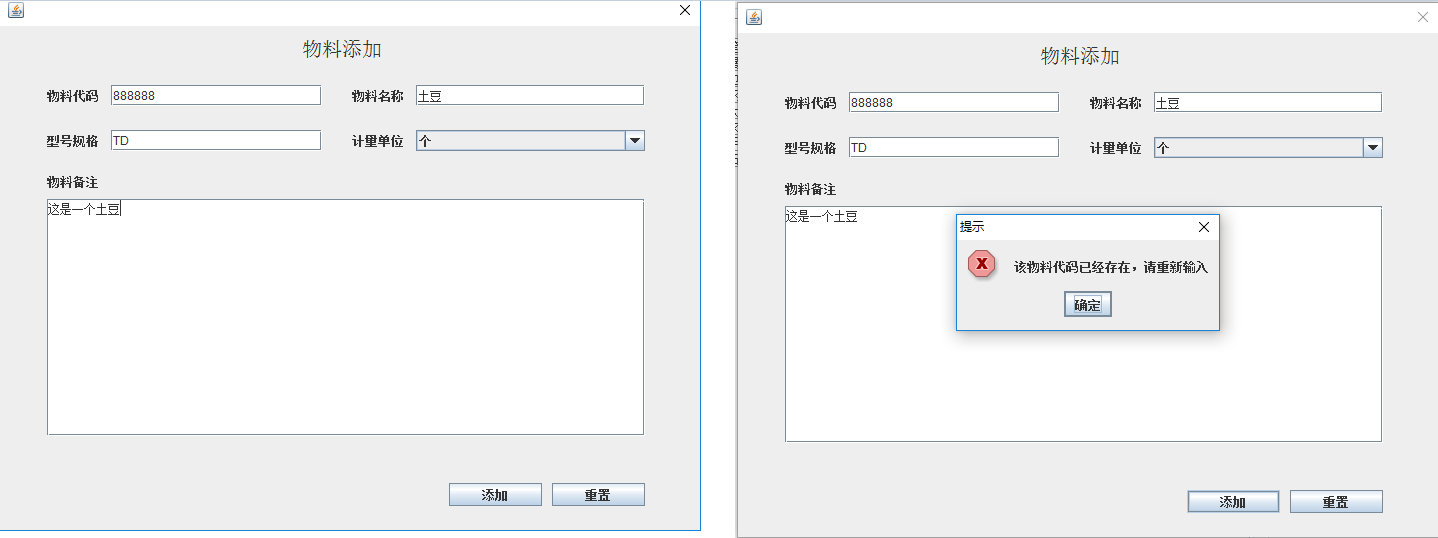 物料添加
物料代码 888888 物料名称 土豆
型号规格 TD 计量单位 个
物料备注
这是一个土豆
添加 重置
物料添加
物料代码 888888 物料名称 土豆
型号规格 TD 计量单位 个
物料备注
这是一个土豆
提示
该物料代码已经存在，请重新输入
确定
添加 重置